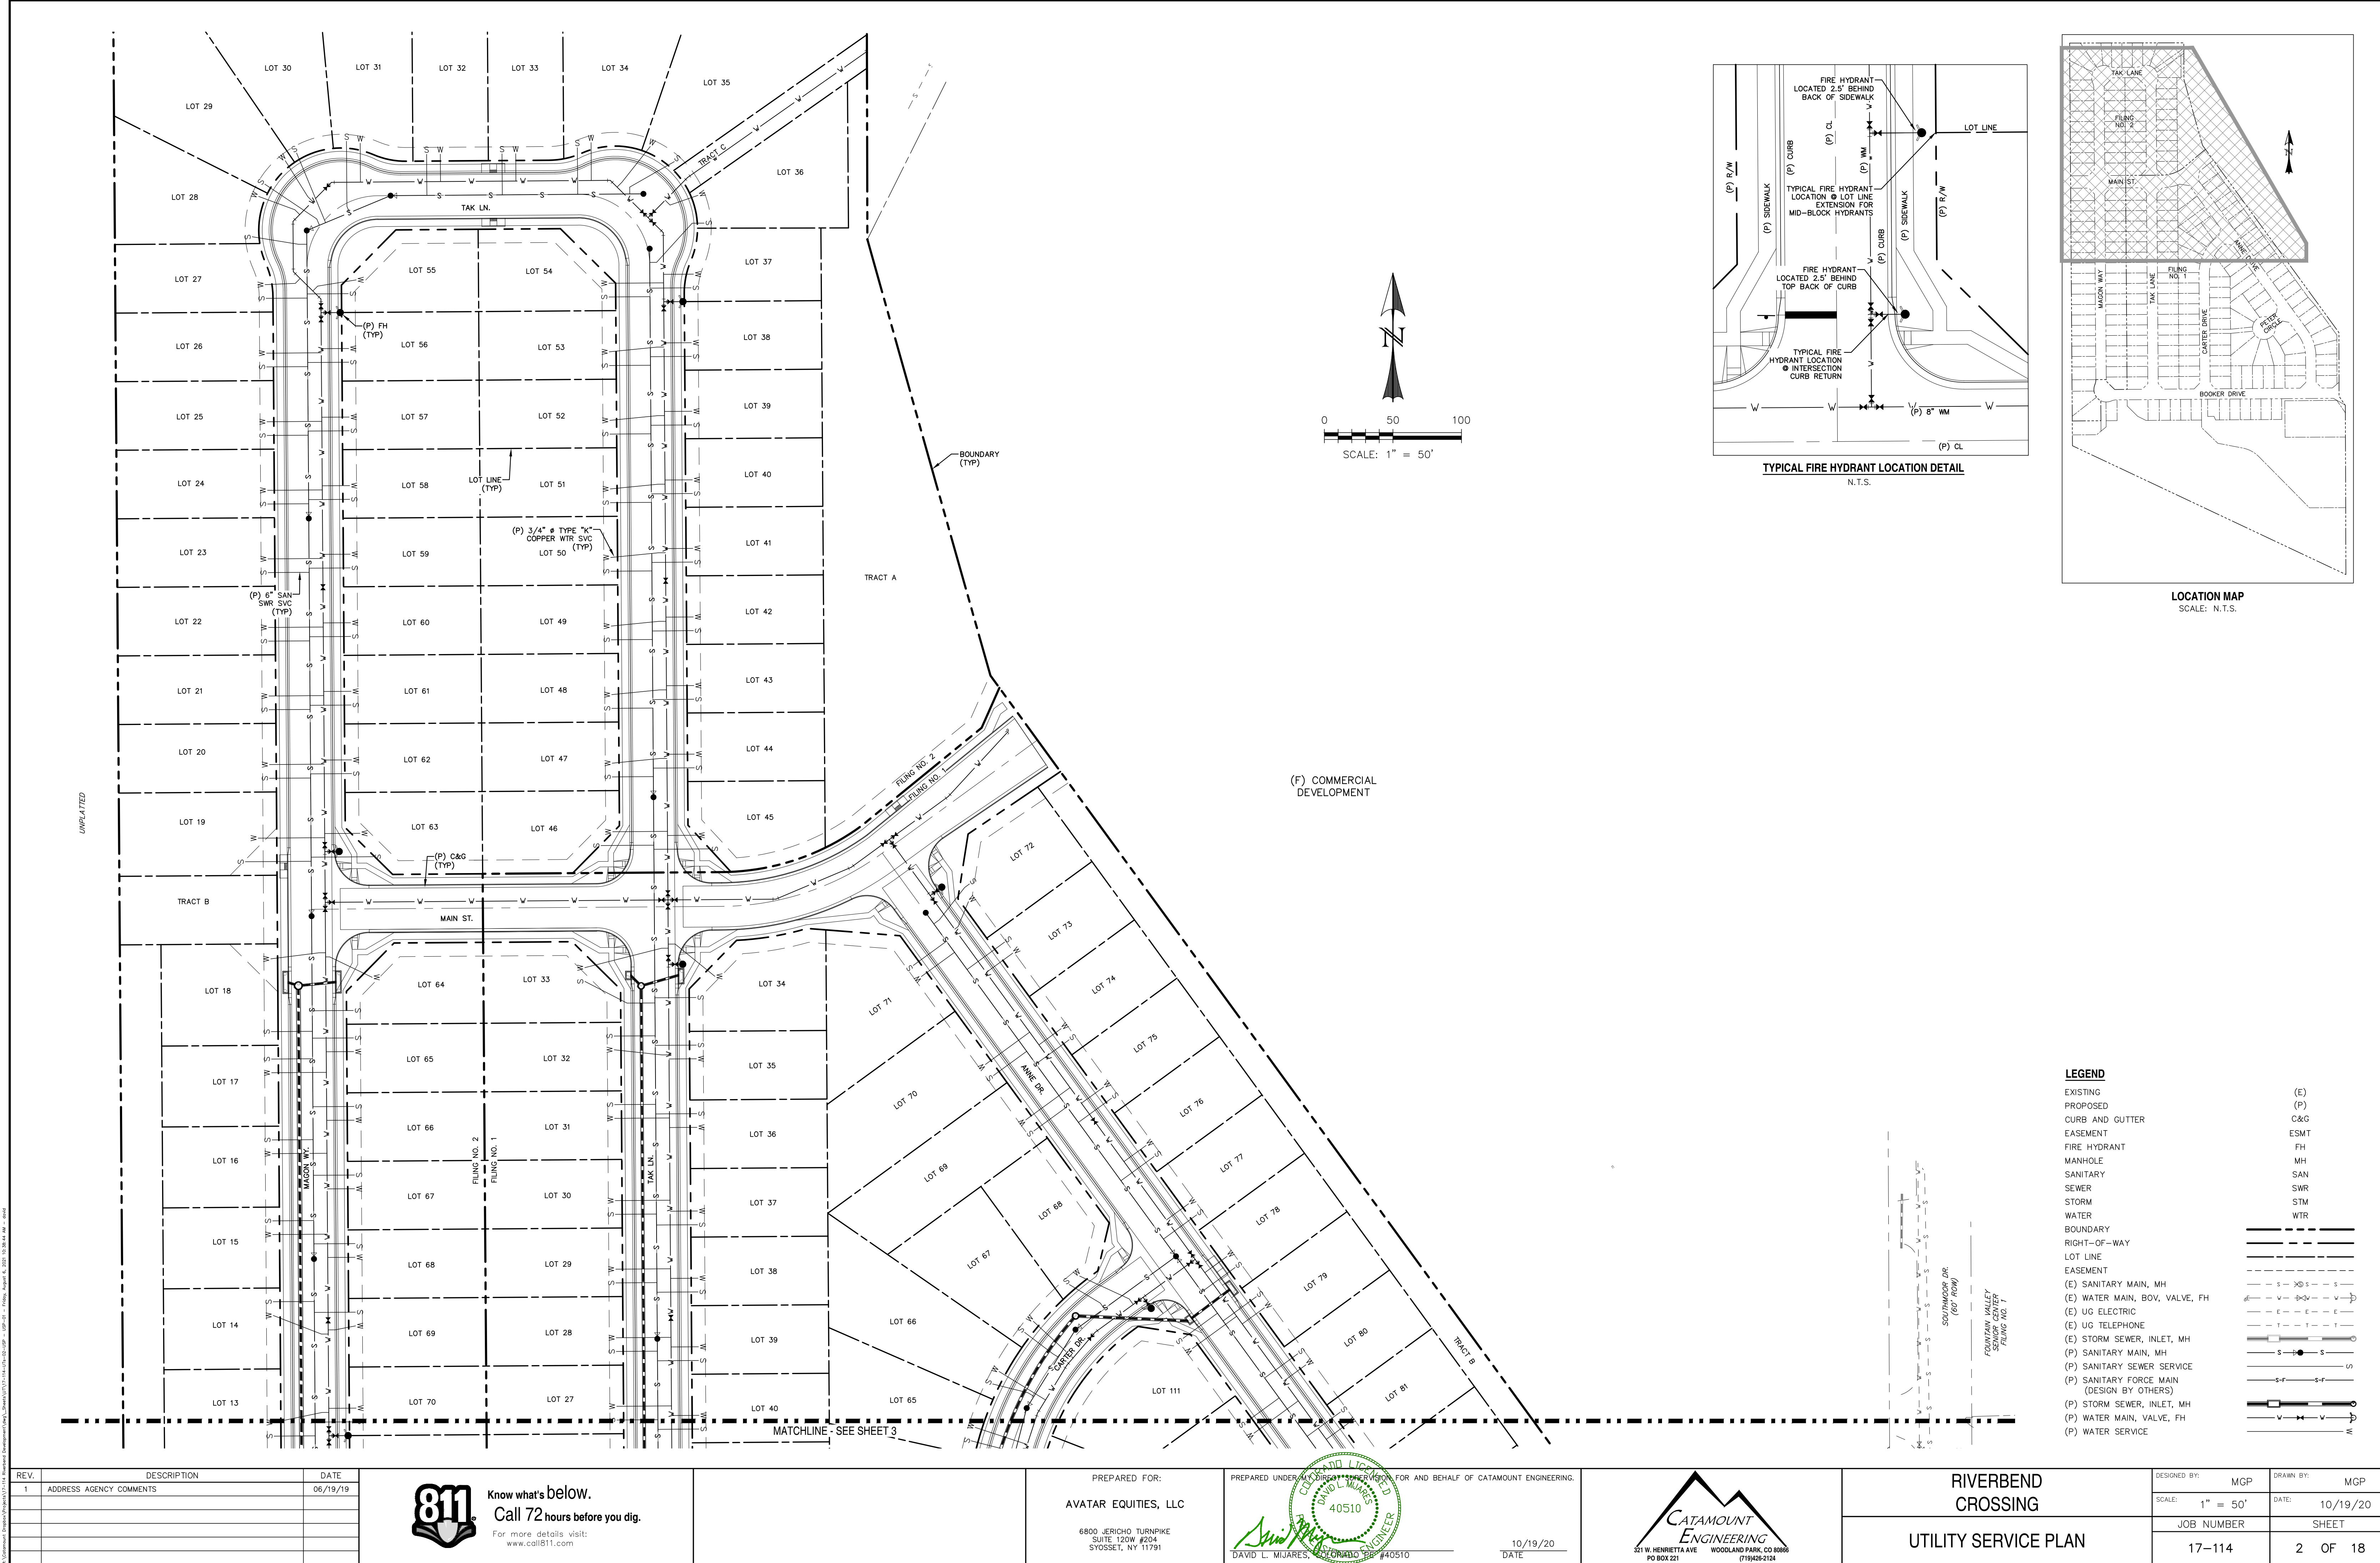 LOT 30
LOT 31
LOT 32
LOT 33
LOT 34
LOT 35
LOT 29
TRACT C
LOT 36
LOT 28
TAK LN.
LOT 27
LOT 55
LOT 54
LOT 37
(P) FH
(TYP)
LOT 26
LOT 56
LOT 53
LOT 38
LOT 25
LOT 57
LOT 52
LOT 39
BOUNDARY
(TYP)
LOT 24
LOT 58
LOT LINE
(TYP)
LOT 51
LOT 40
(P) 3/4" ø TYPE "K"
COPPER WTR SVC
(TYP)
LOT 23
LOT 59
LOT 50
LOT 41
TRACT A
(P) 6" SAN
SWR SVC
(TYP)
LOT 22
LOT 60
LOT 49
LOT 42
LOT 21
LOT 61
LOT 48
LOT 43
LOT 20
LOT 62
LOT 47
LOT 44
UNPLATTED
FILING NO. 2
FILING NO. 1
(F) COMMERCIAL
DEVELOPMENT
LOT 19
LOT 63
LOT 46
LOT 45
(P) C&G
(TYP)
LOT 72
TRACT B
MAIN ST.
LOT 73
LOT 18
LOT 64
LOT 33
LOT 34
LOT 71
LOT 74
LOT 17
LOT 65
LOT 32
LOT 35
LOT 70
ANNE DR.
LOT 75
LOT 16
MAGON WY.
LOT 66
FILING NO. 2
FILING NO. 1
LOT 31
TAK LN.
LOT 36
LOT 69
LOT 76
LOT 67
LOT 30
LOT 37
LOT 68
LOT 77
LOT 15
LOT 68
LOT 29
LOT 38
LOT 67
LOT 78
LOT 14
LOT 69
LOT 28
LOT 39
LOT 66
CARTER DR.
LOT 79
LOT 80
TRACT B
LOT 13
LOT 70
LOT 27
LOT 40
LOT 65
LOT 111
LOT 81
MATCHLINE - SEE SHEET 3
N
0 50 100
SCALE: 1" = 50'
FIRE HYDRANT
LOCATED 2.5' BEHIND
BACK OF SIDEWALK
LOT LINE
(P) R/W
(P) SIDEWALK
(P) CURB
(P) CL
(P) WM
(P) CURB
(P) SIDEWALK
(P) R/W
TYPICAL FIRE HYDRANT
LOCATION @ LOT LINE
EXTENSION FOR
MID-BLOCK HYDRANTS
FIRE HYDRANT
LOCATED 2.5' BEHIND
TOP BACK OF CURB
TYPICAL FIRE
HYDRANT LOCATION
@ INTERSECTION
CURB RETURN
(P) 8" WM
(P) CL
TYPICAL FIRE HYDRANT LOCATION DETAIL
N.T.S.
TAK LANE
FILING
NO. 2
MAIN ST.
N
ANNE DRIVE
MAGON WAY
TAK LANE
FILING
NO. 1
CARTER DRIVE
PETER
CIRCLE
BOOKER DRIVE
LOCATION MAP
SCALE: N.T.S.
SOUTHMOOR DR.
(60' ROW)
FOUNTAIN VALLEY
SENIOR CENTER
FILING NO. 1
LEGEND
EXISTING (E)
PROPOSED (P)
CURB AND GUTTER C&G
EASEMENT ESMT
FIRE HYDRANT FH
MANHOLE MH
SANITARY SAN
SEWER SWR
STORM STM
WATER WTR
BOUNDARY
RIGHT-OF-WAY
LOT LINE
EASEMENT
(E) SANITARY MAIN, MH
(E) WATER MAIN, BOV, VALVE, FH
(E) UG ELECTRIC
(E) UG TELEPHONE
(E) STORM SEWER, INLET, MH
(P) SANITARY MAIN, MH
(P) SANITARY SEWER SERVICE
(P) SANITARY FORCE MAIN
(DESIGN BY OTHERS)
(P) STORM SEWER, INLET, MH
(P) WATER MAIN, VALVE, FH
(P) WATER SERVICE
REV. DESCRIPTION DATE
1 ADDRESS AGENCY COMMENTS 06/19/19
811
Know what's below.
Call 72 hours before you dig.
For more details visit:
www.call811.com
PREPARED FOR:
AVATAR EQUITIES, LLC
6800 JERICHO TURNPIKE
SUITE 120W #204
SYOSSET, NY 11791
PREPARED UNDER MY DIRECT SUPERVISION FOR AND BEHALF OF CATAMOUNT ENGINEERING.
COLORADO LICENSED
DAVID L. MIJARES
40510
PROFESSIONAL ENGINEER
10/19/20
DAVID L. MIJARES, COLORADO PE #40510 DATE
CATAMOUNT
ENGINEERING
321 W. HENRIETTA AVE WOODLAND PARK, CO 80866
PO BOX 221 (719)426-2124
RIVERBEND
CROSSING
UTILITY SERVICE PLAN
DESIGNED BY: MGP
DRAWN BY: MGP
SCALE: 1" = 50'
DATE: 10/19/20
JOB NUMBER
17-114
SHEET
2 OF 18